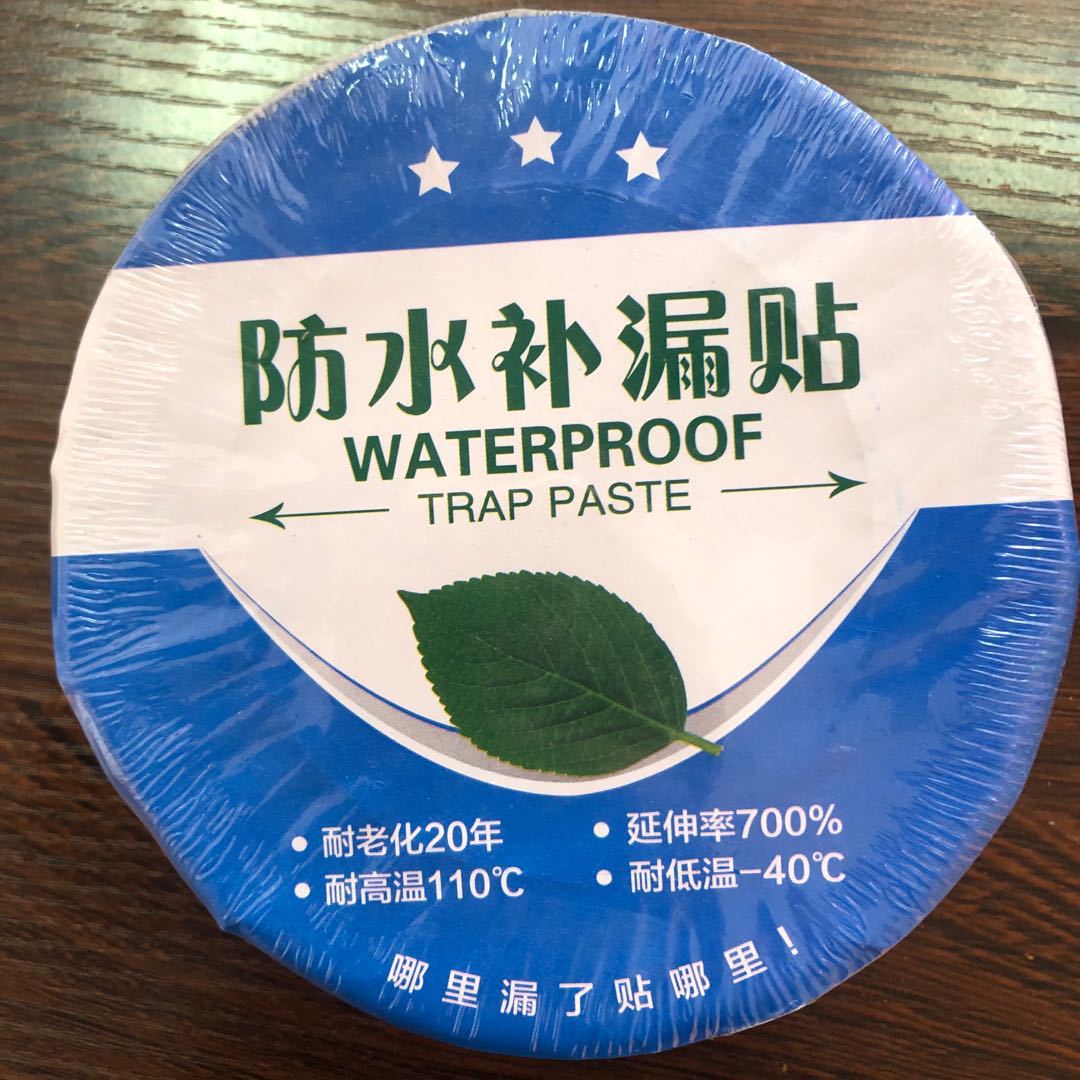 防水补漏贴
WATERPROOF
TRAP PASTE
• 耐老化20年
• 延伸率700%
• 耐高温110℃
• 耐低温-40℃
哪里漏了贴哪里！